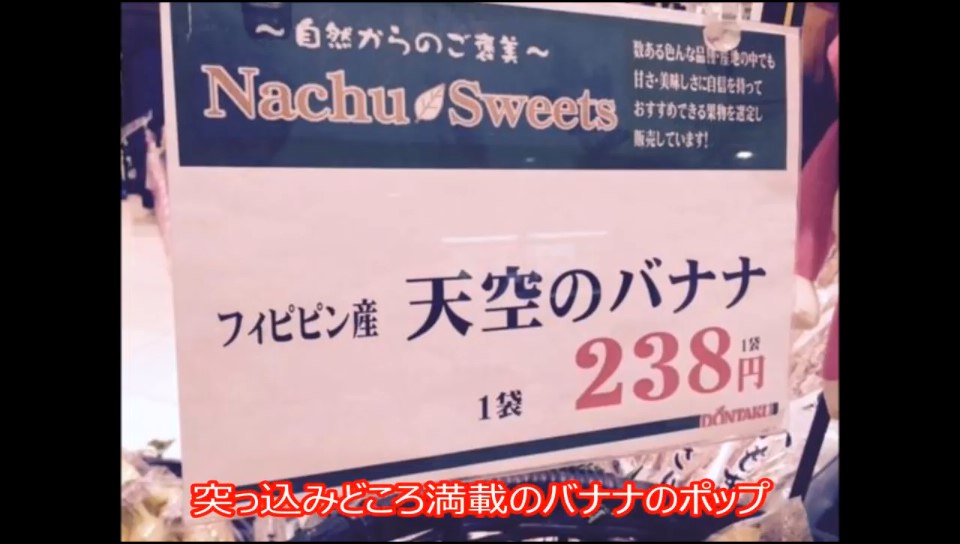 ～自然からのご褒美～
Nachu Sweets
数ある色んな品目・産地の中でも
甘さ・美味しさに自信を持って
おすすめできる果物を選定し
販売しています!
フィピピン産 天空のバナナ
1袋 238円
1袋
DONTAKU
突っ込みどころ満載のバナナのポップ